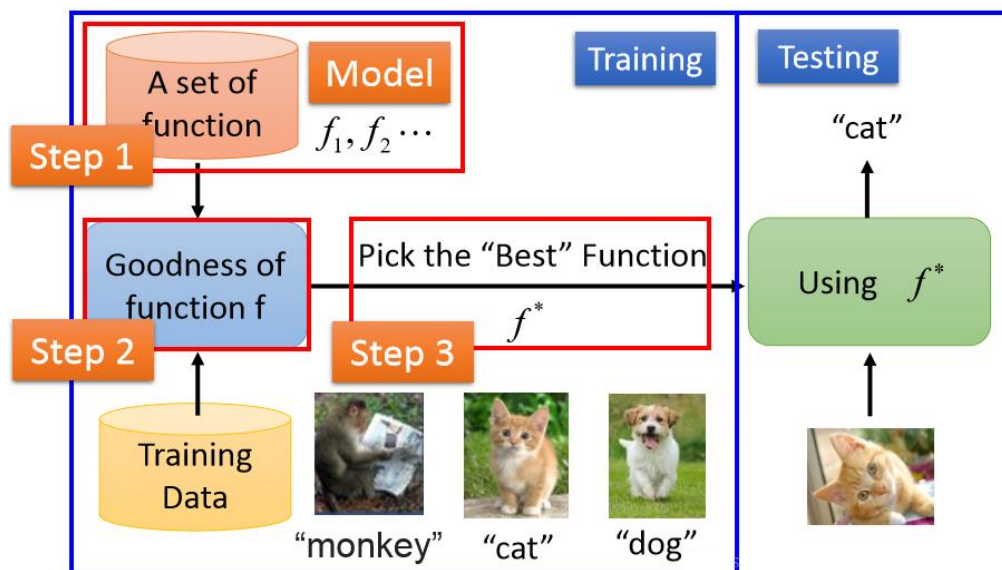 A set of
function
Model
f₁, f₂ ⋯
Step 1
Training
Testing
“cat”
Goodness of
function f
Step 2
Pick the “Best” Function
f*
Step 3
Using f*
Training
Data
“monkey”
“cat”
“dog”